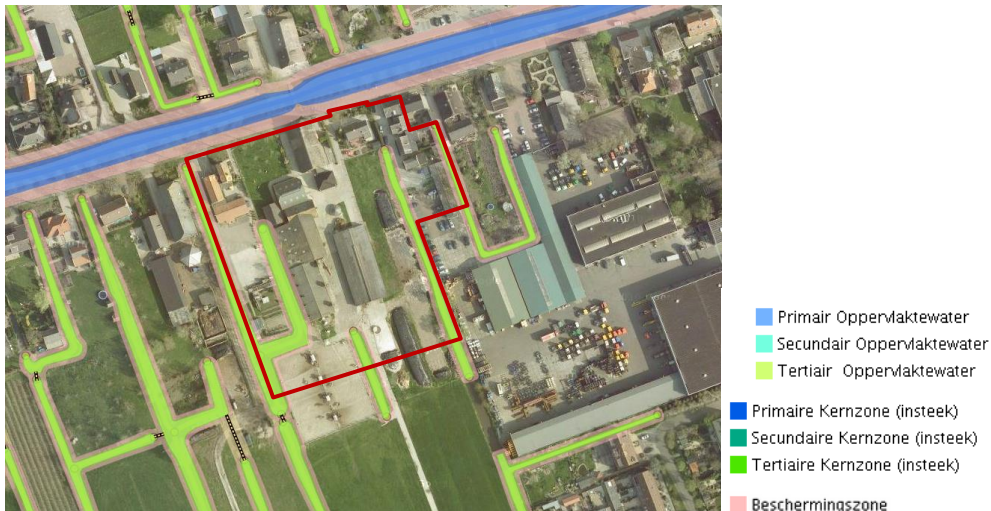 Primair Oppervlaktewater
Secundair Oppervlaktewater
Tertiair Oppervlaktewater
Primaire Kernzone (insteek)
Secundaire Kernzone (insteek)
Tertiaire Kernzone (insteek)
Beschermingszone